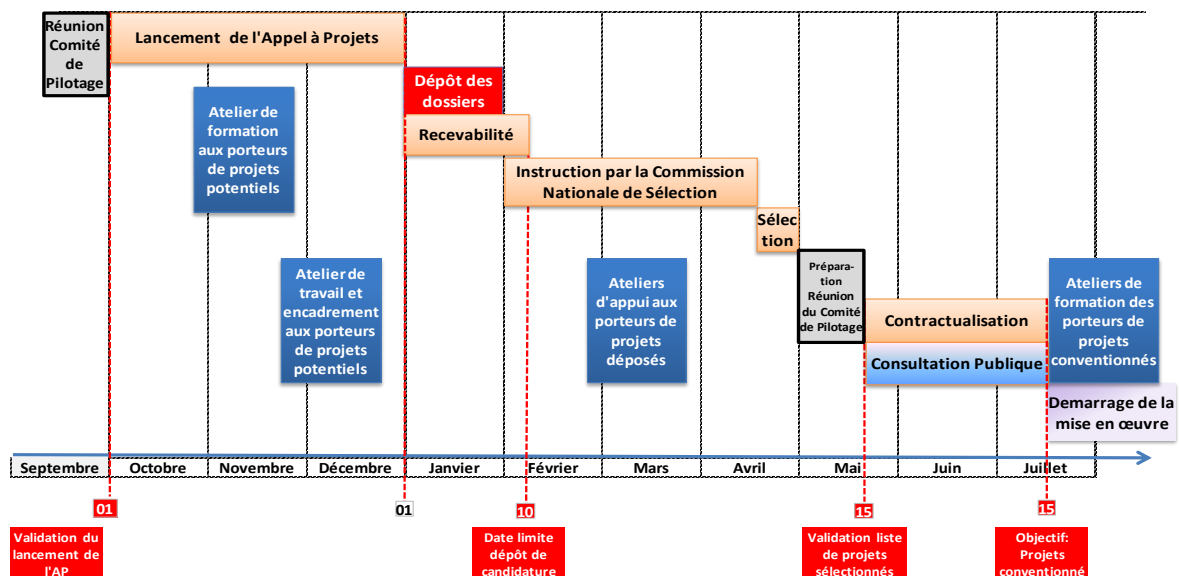 Réunion
Comité
de
Pilotage
Lancement de l'Appel à Projets
Dépôt des
dossiers
Atelier de
formation
aux porteurs
de projets
potentiels
Recevabilité
Instruction par la Commission
Nationale de Sélection
Sélec
tion
Atelier de
travail et
encadrement
aux porteurs
de projets
potentiels
Ateliers
d'appui aux
porteurs de
projets
déposés
Prépara-
tion
Réunion
du Comité
de Pilotage
Contractualisation
Consultation Publique
Ateliers de
formation des
porteurs de
projets
conventionnés
Demarrage de la
mise en œuvre
Septembre Octobre Novembre Décembre Janvier Février Mars Avril Mai Juin Juillet
01 01 10 15 15
Validation du
lancement de
l'AP
Date limite
dépôt de
candidature
Validation liste
de projets
sélectionnés
Objectif:
Projets
conventionné